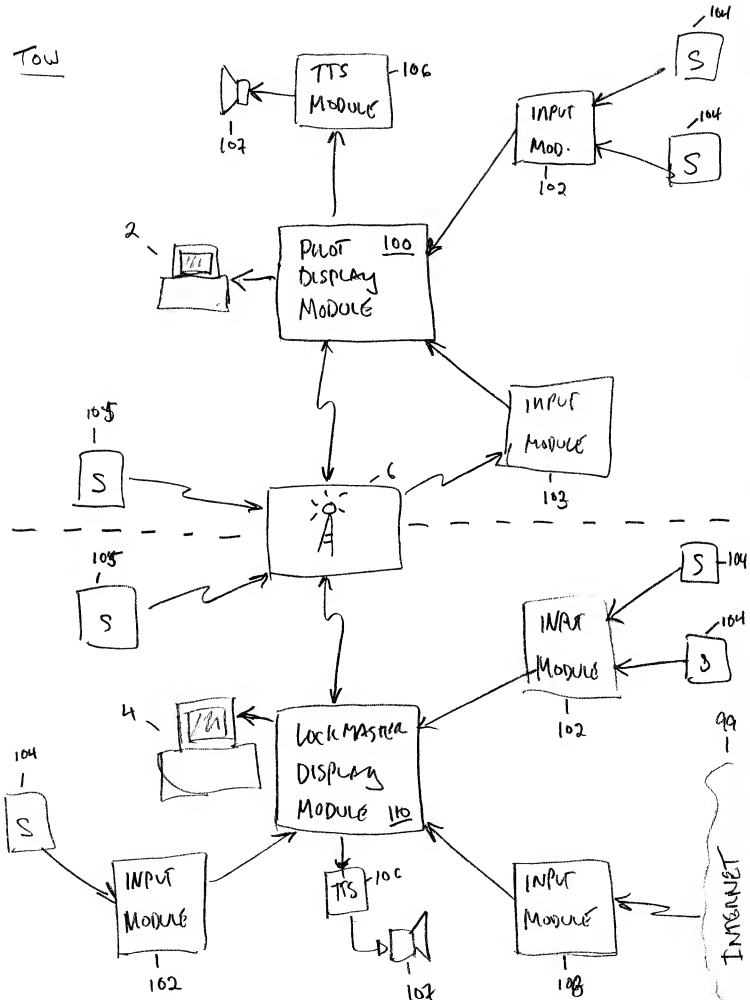 TOW
104
S
TTS
MODULE
106
107
INPUT
MOD.
102
104
S
2
PILOT 100
DISPLAY
MODULE
INPUT
MODULE
103
105
S
6
105
S
S
104
INPUT
MODULE
102
104
S
4
LOCKMASTER
DISPLAY
MODULE 110
99
INTERNET
104
S
INPUT
MODULE
102
TTS
106
107
INPUT
MODULE
108